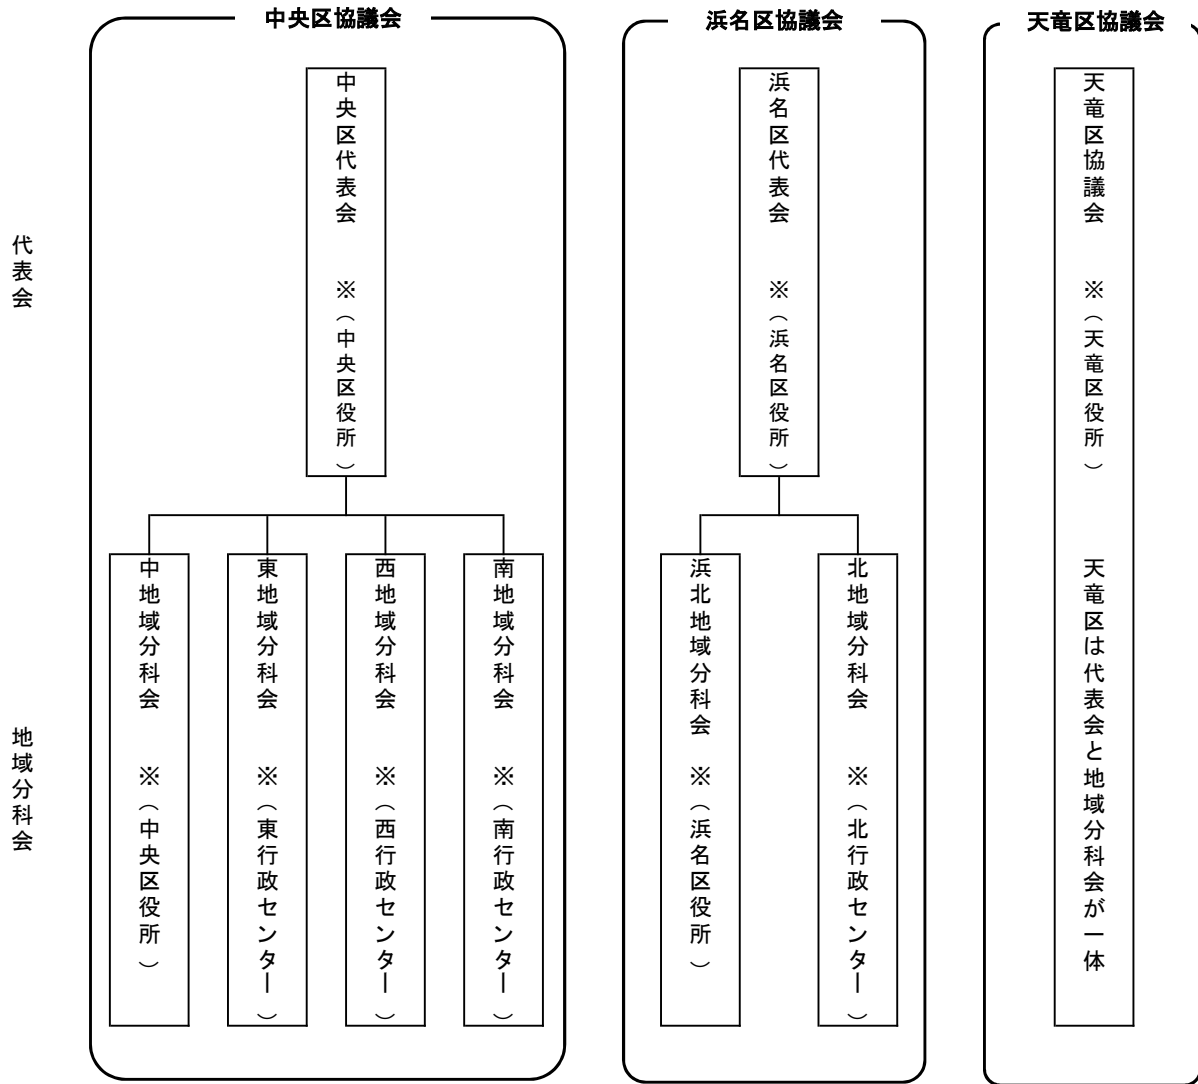 中央区協議会
浜名区協議会
天竜区協議会
代表会
中央区代表会 ※（中央区役所）
浜名区代表会 ※（浜名区役所）
天竜区協議会 ※（天竜区役所） 天竜区は代表会と地域分科会が一体
地域分科会
中地域分科会 ※（中央区役所）
東地域分科会 ※（東行政センター）
西地域分科会 ※（西行政センター）
南地域分科会 ※（南行政センター）
浜北地域分科会 ※（浜名区役所）
北地域分科会 ※（北行政センター）